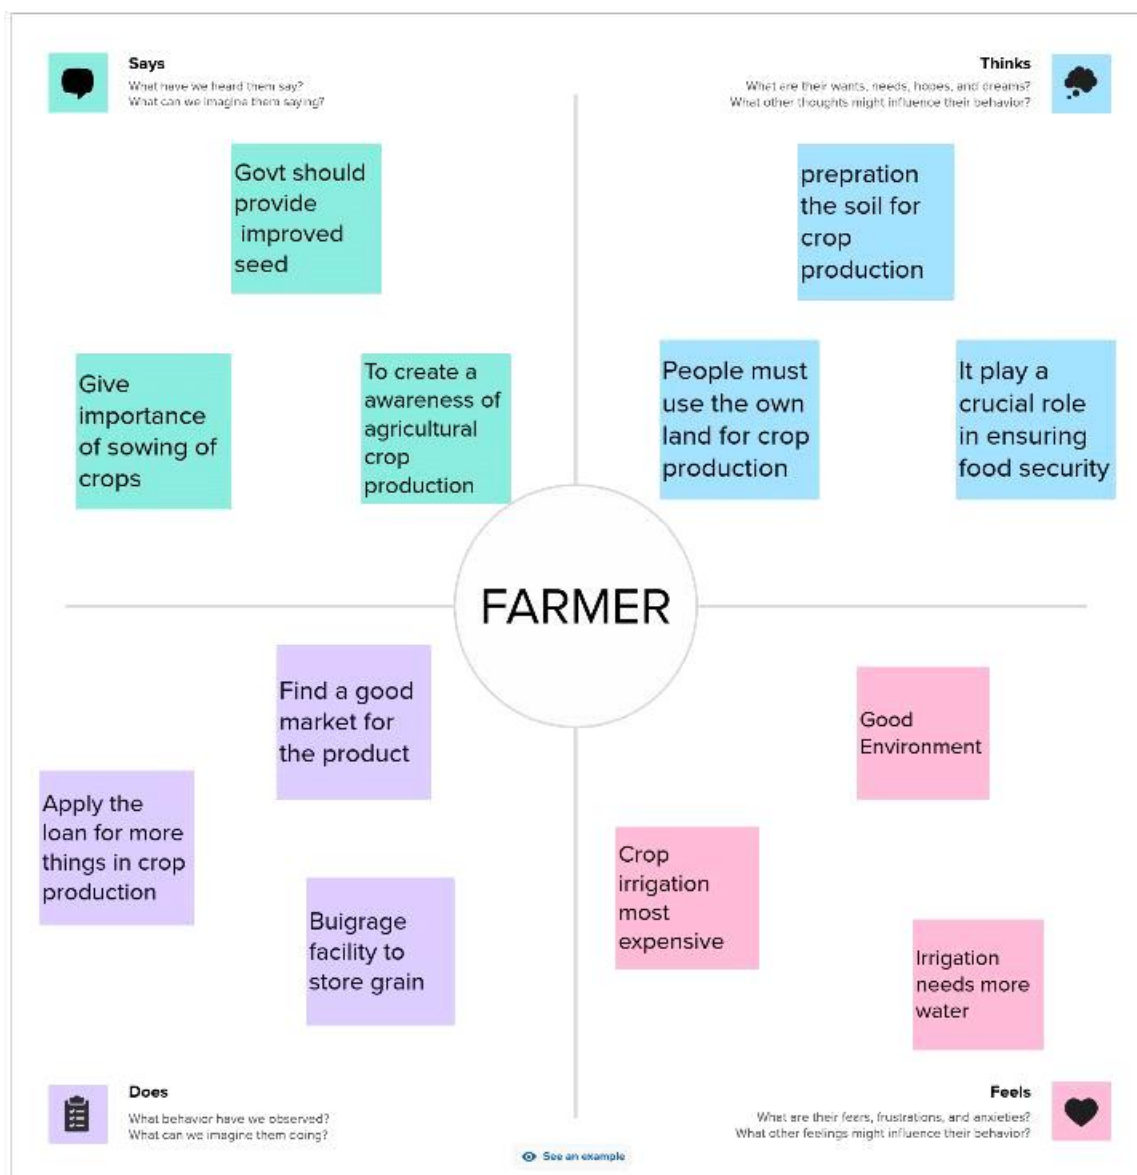 Says
What have we heard them say?
What can we imagine them saying?
Thinks
What are their wants, needs, hopes, and dreams?
What other thoughts might influence their behavior?
Govt should
provide
improved
seed
Give
importance
of sowing of
crops
To create a
awareness of
agricultural
crop
production
prepration
the soil for
crop
production
People must
use the own
land for crop
production
It play a
crucial role
in ensuring
food security
FARMER
Find a good
market for
the product
Apply the
loan for more
things in crop
production
Buigrage
facility to
store grain
Good
Environment
Crop
irrigation
most
expensive
Irrigation
needs more
water
Does
What behavior have we observed?
What can we imagine them doing?
Feels
What are their fears, frustrations, and anxieties?
What other feelings might influence their behavior?
See an example